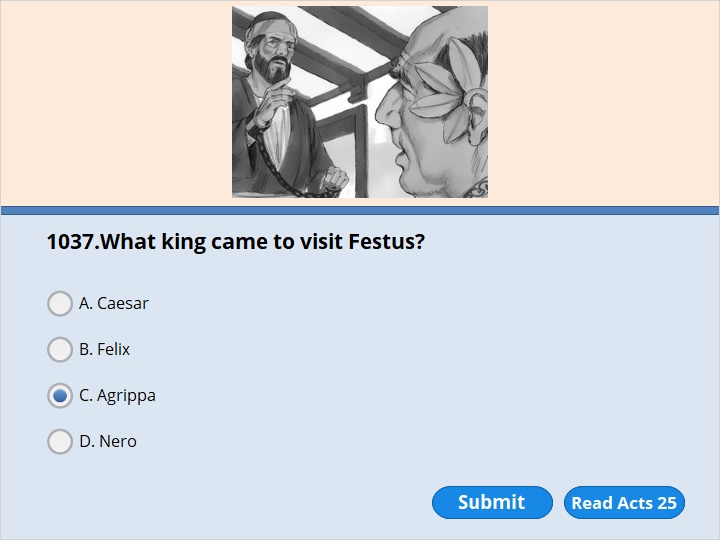 1037.What king came to visit Festus?
A. Caesar
B. Felix
C. Agrippa
D. Nero
Submit
Read Acts 25